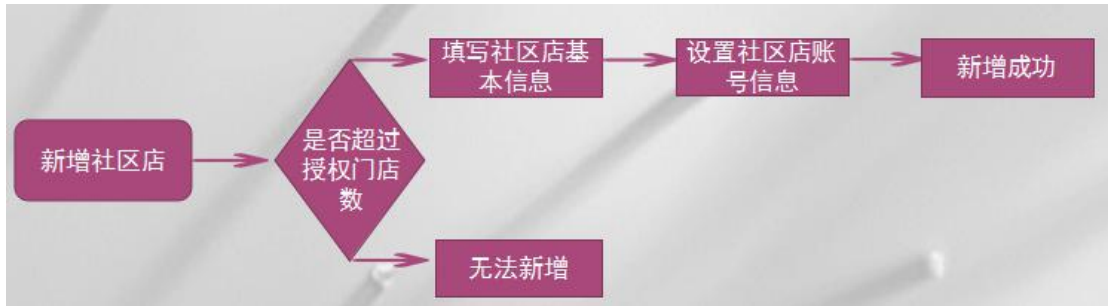 填写社区店基
本信息
设置社区店账
号信息
新增成功
新增社区店
是否超过
授权门店
数
无法新增